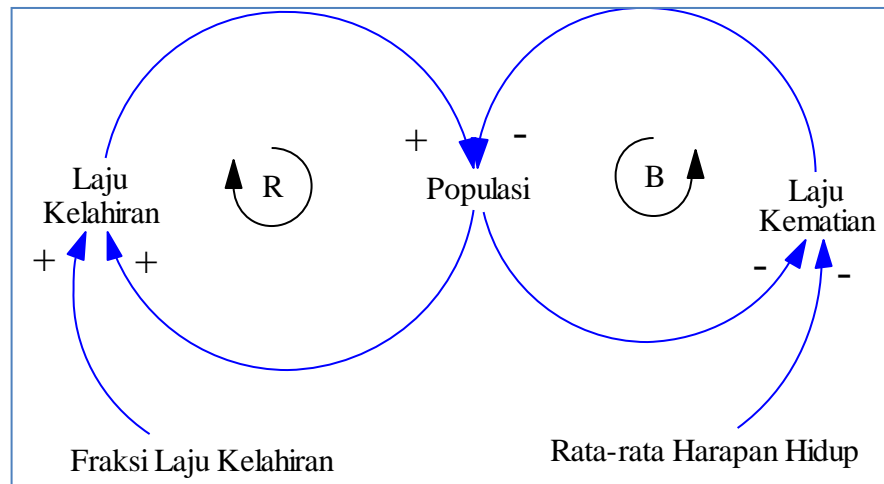 +
-
R
B
Laju
Kelahiran
Populasi
Laju
Kematian
+
+
-
-
Fraksi Laju Kelahiran
Rata-rata Harapan Hidup